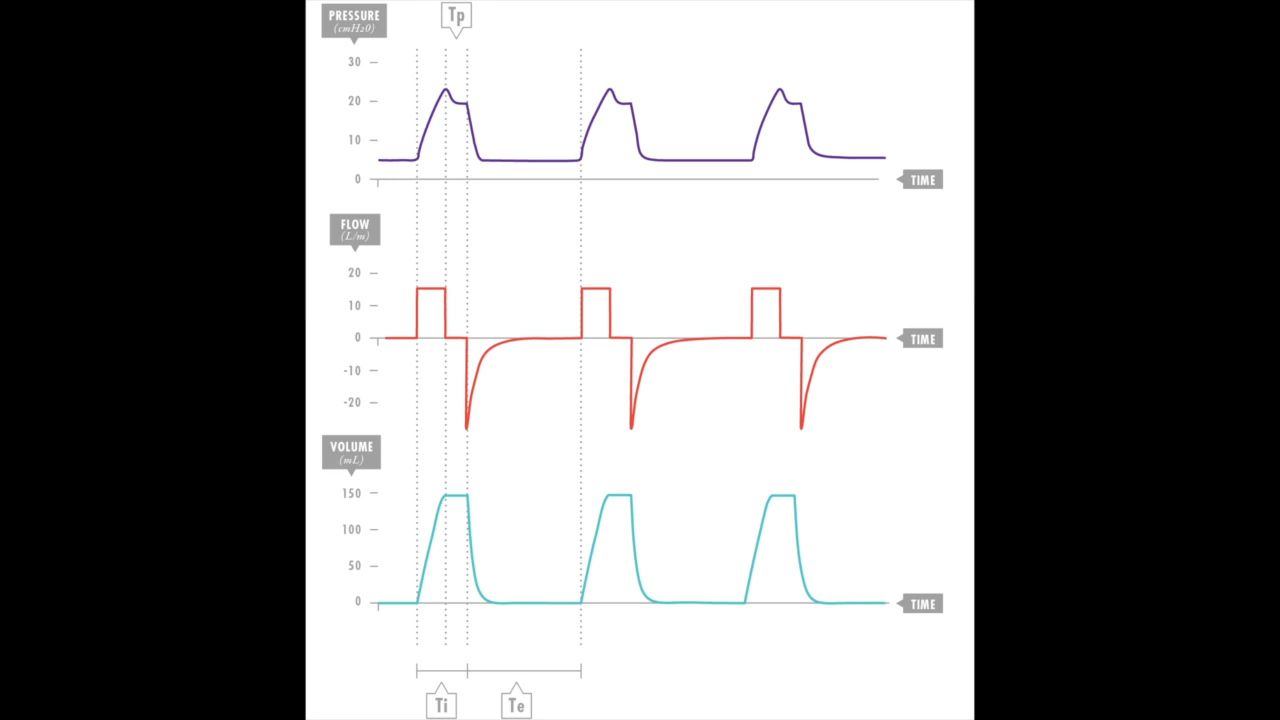 PRESSURE
(cmH20)
Tp
30
20
10
0
TIME
FLOW
(L/m)
20
10
0
-10
-20
TIME
VOLUME
(mL)
150
100
50
0
TIME
Ti
Te